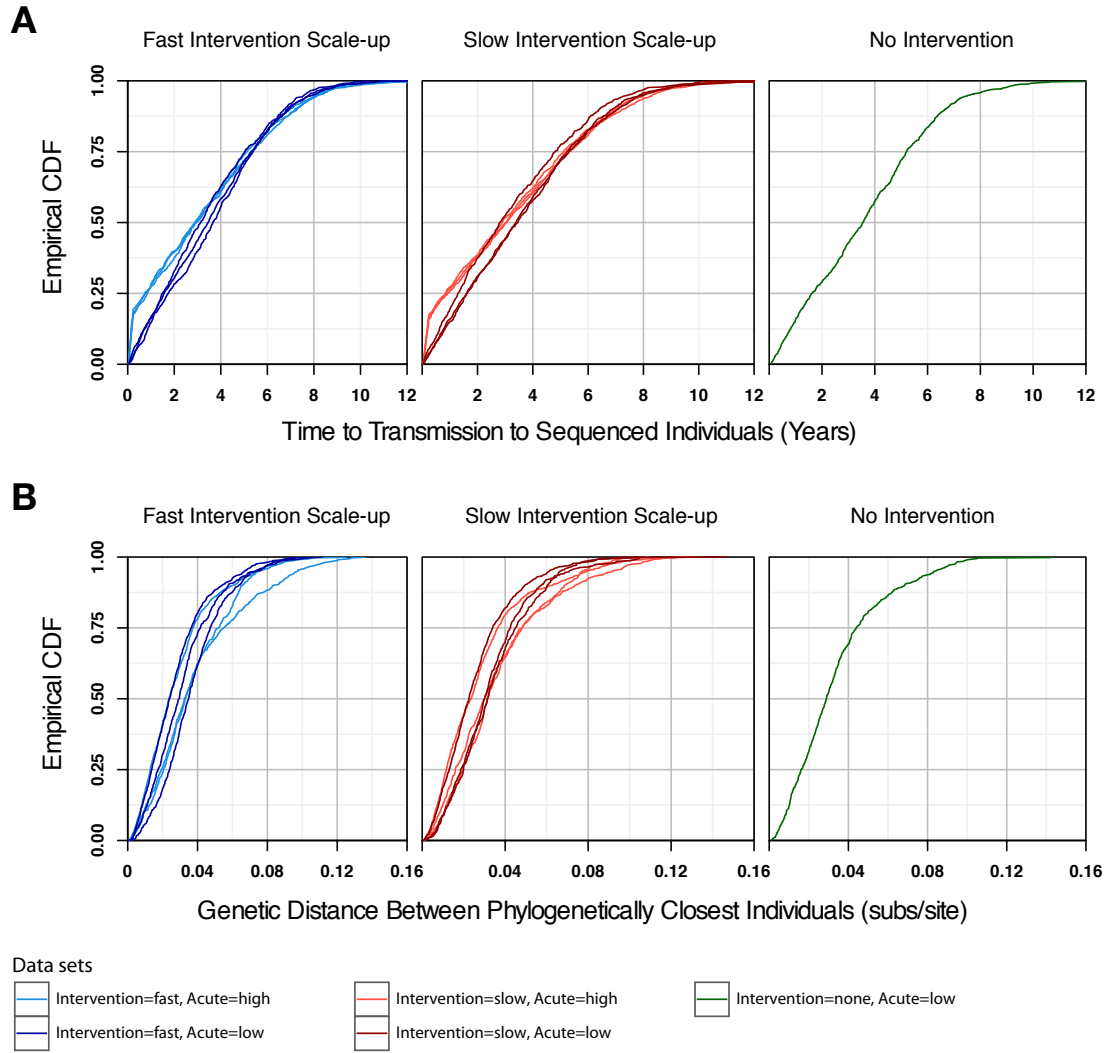 A
Fast Intervention Scale-up Slow Intervention Scale-up No Intervention
Empirical CDF
1.00
0.75
0.50
0.25
0.00
0 2 4 6 8 10 12 2 4 6 8 10 12 2 4 6 8 10 12
Time to Transmission to Sequenced Individuals (Years)
B
Fast Intervention Scale-up Slow Intervention Scale-up No Intervention
Empirical CDF
1.00
0.75
0.50
0.25
0.00
0 0.04 0.08 0.12 0.16 0.04 0.08 0.12 0.16 0.04 0.08 0.12 0.16
Genetic Distance Between Phylogenetically Closest Individuals (subs/site)
Data sets
Intervention=fast, Acute=high Intervention=slow, Acute=high Intervention=none, Acute=low
Intervention=fast, Acute=low Intervention=slow, Acute=low